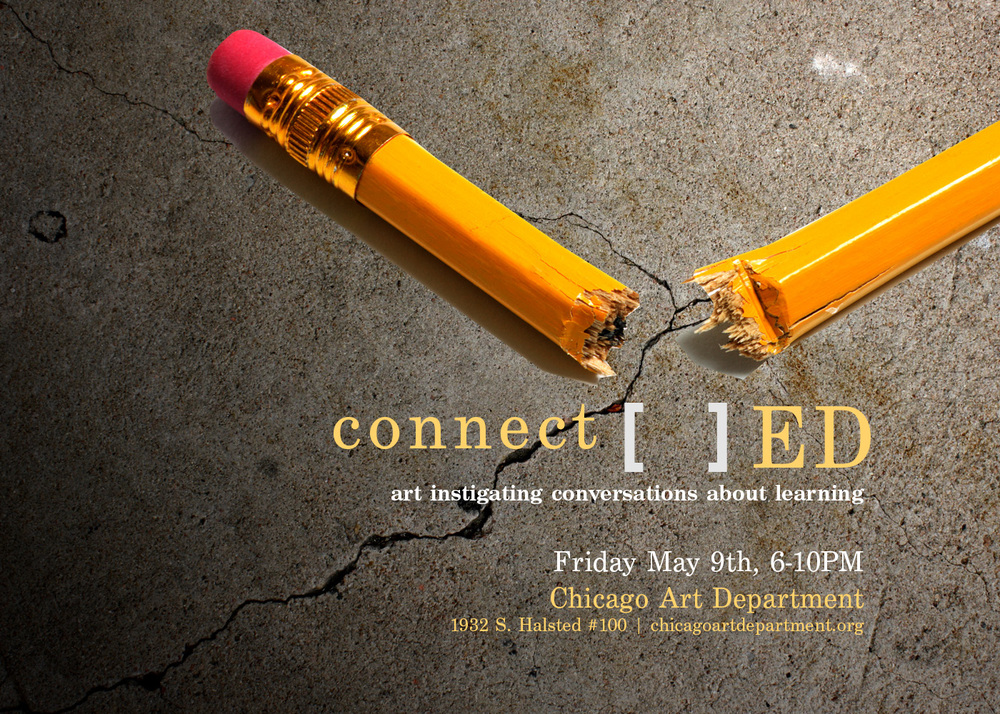 connect [ ] ED
art instigating conversations about learning
Friday May 9th, 6-10PM
Chicago Art Department
1932 S. Halsted #100 | chicagoartdepartment.org